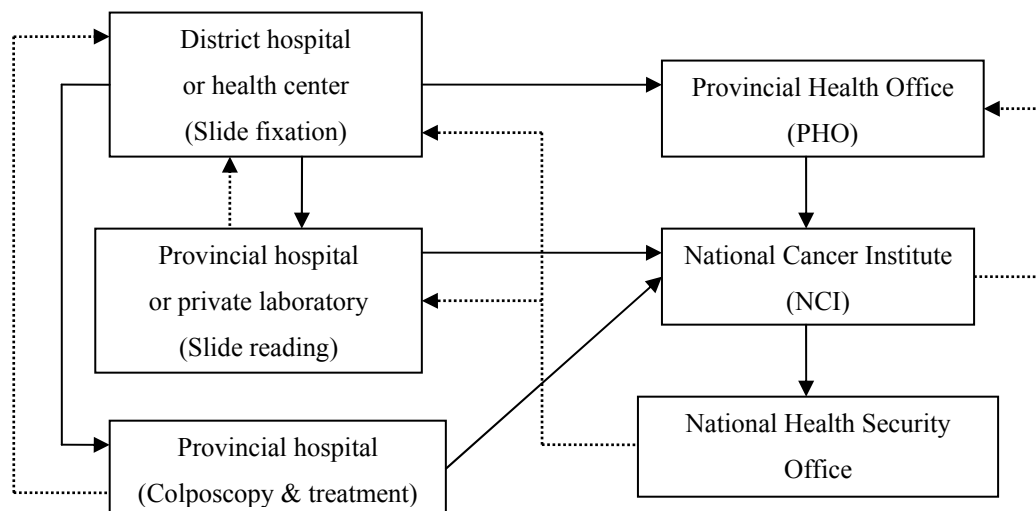 District hospital
or health center
(Slide fixation)
Provincial Health Office
(PHO)
Provincial hospital
or private laboratory
(Slide reading)
National Cancer Institute
(NCI)
Provincial hospital
(Colposcopy & treatment)
National Health Security
Office